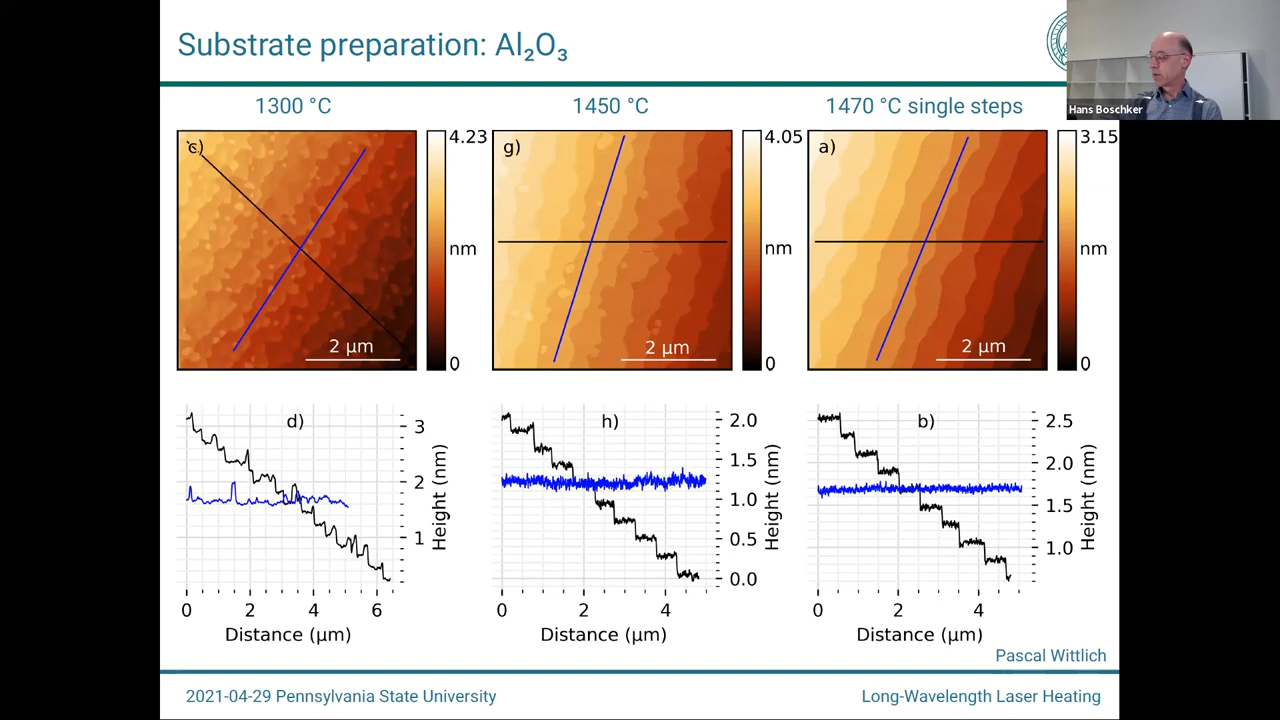 Substrate preparation: Al₂O₃
Hans Boschker
1300 °C
1450 °C
1470 °C single steps
c)
4.23
nm
0
2 µm
g)
4.05
nm
0
2 µm
a)
3.15
nm
0
2 µm
d)
3
2
1
Height (nm)
0 2 4 6
Distance (µm)
h)
2.0
1.5
1.0
0.5
0.0
Height (nm)
0 2 4
Distance (µm)
b)
2.5
2.0
1.5
1.0
Height (nm)
0 2 4
Distance (µm)
Pascal Wittlich
2021-04-29 Pennsylvania State University
Long-Wavelength Laser Heating